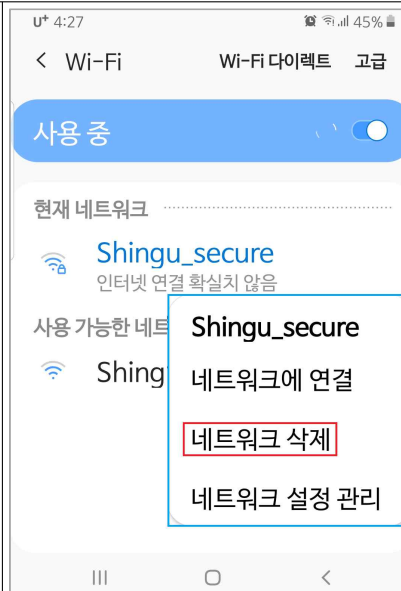 U+ 4:27 45%
Wi-Fi Wi-Fi 다이렉트 고급
사용 중
현재 네트워크
Shingu_secure
인터넷 연결 확실치 않음
사용 가능한 네트
Shing
Shingu_secure
네트워크에 연결
네트워크 삭제
네트워크 설정 관리